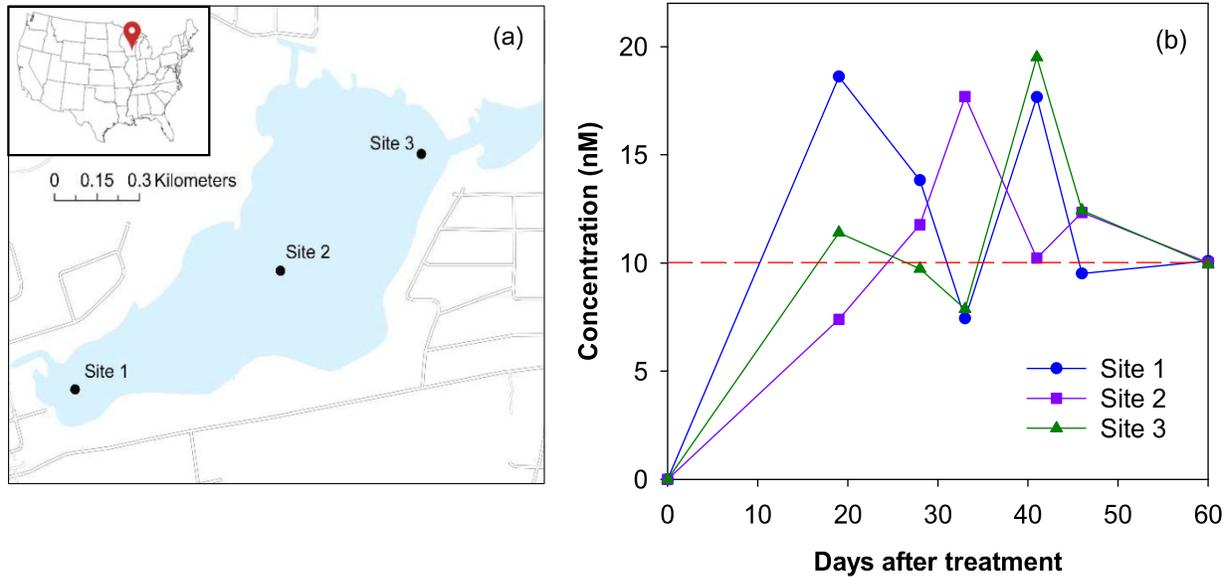 (a)
Site 3
0 0.15 0.3 Kilometers
Site 2
Site 1
(b)
Concentration (nM)
20
15
10
5
0
Site 1
Site 2
Site 3
0 10 20 30 40 50 60
Days after treatment